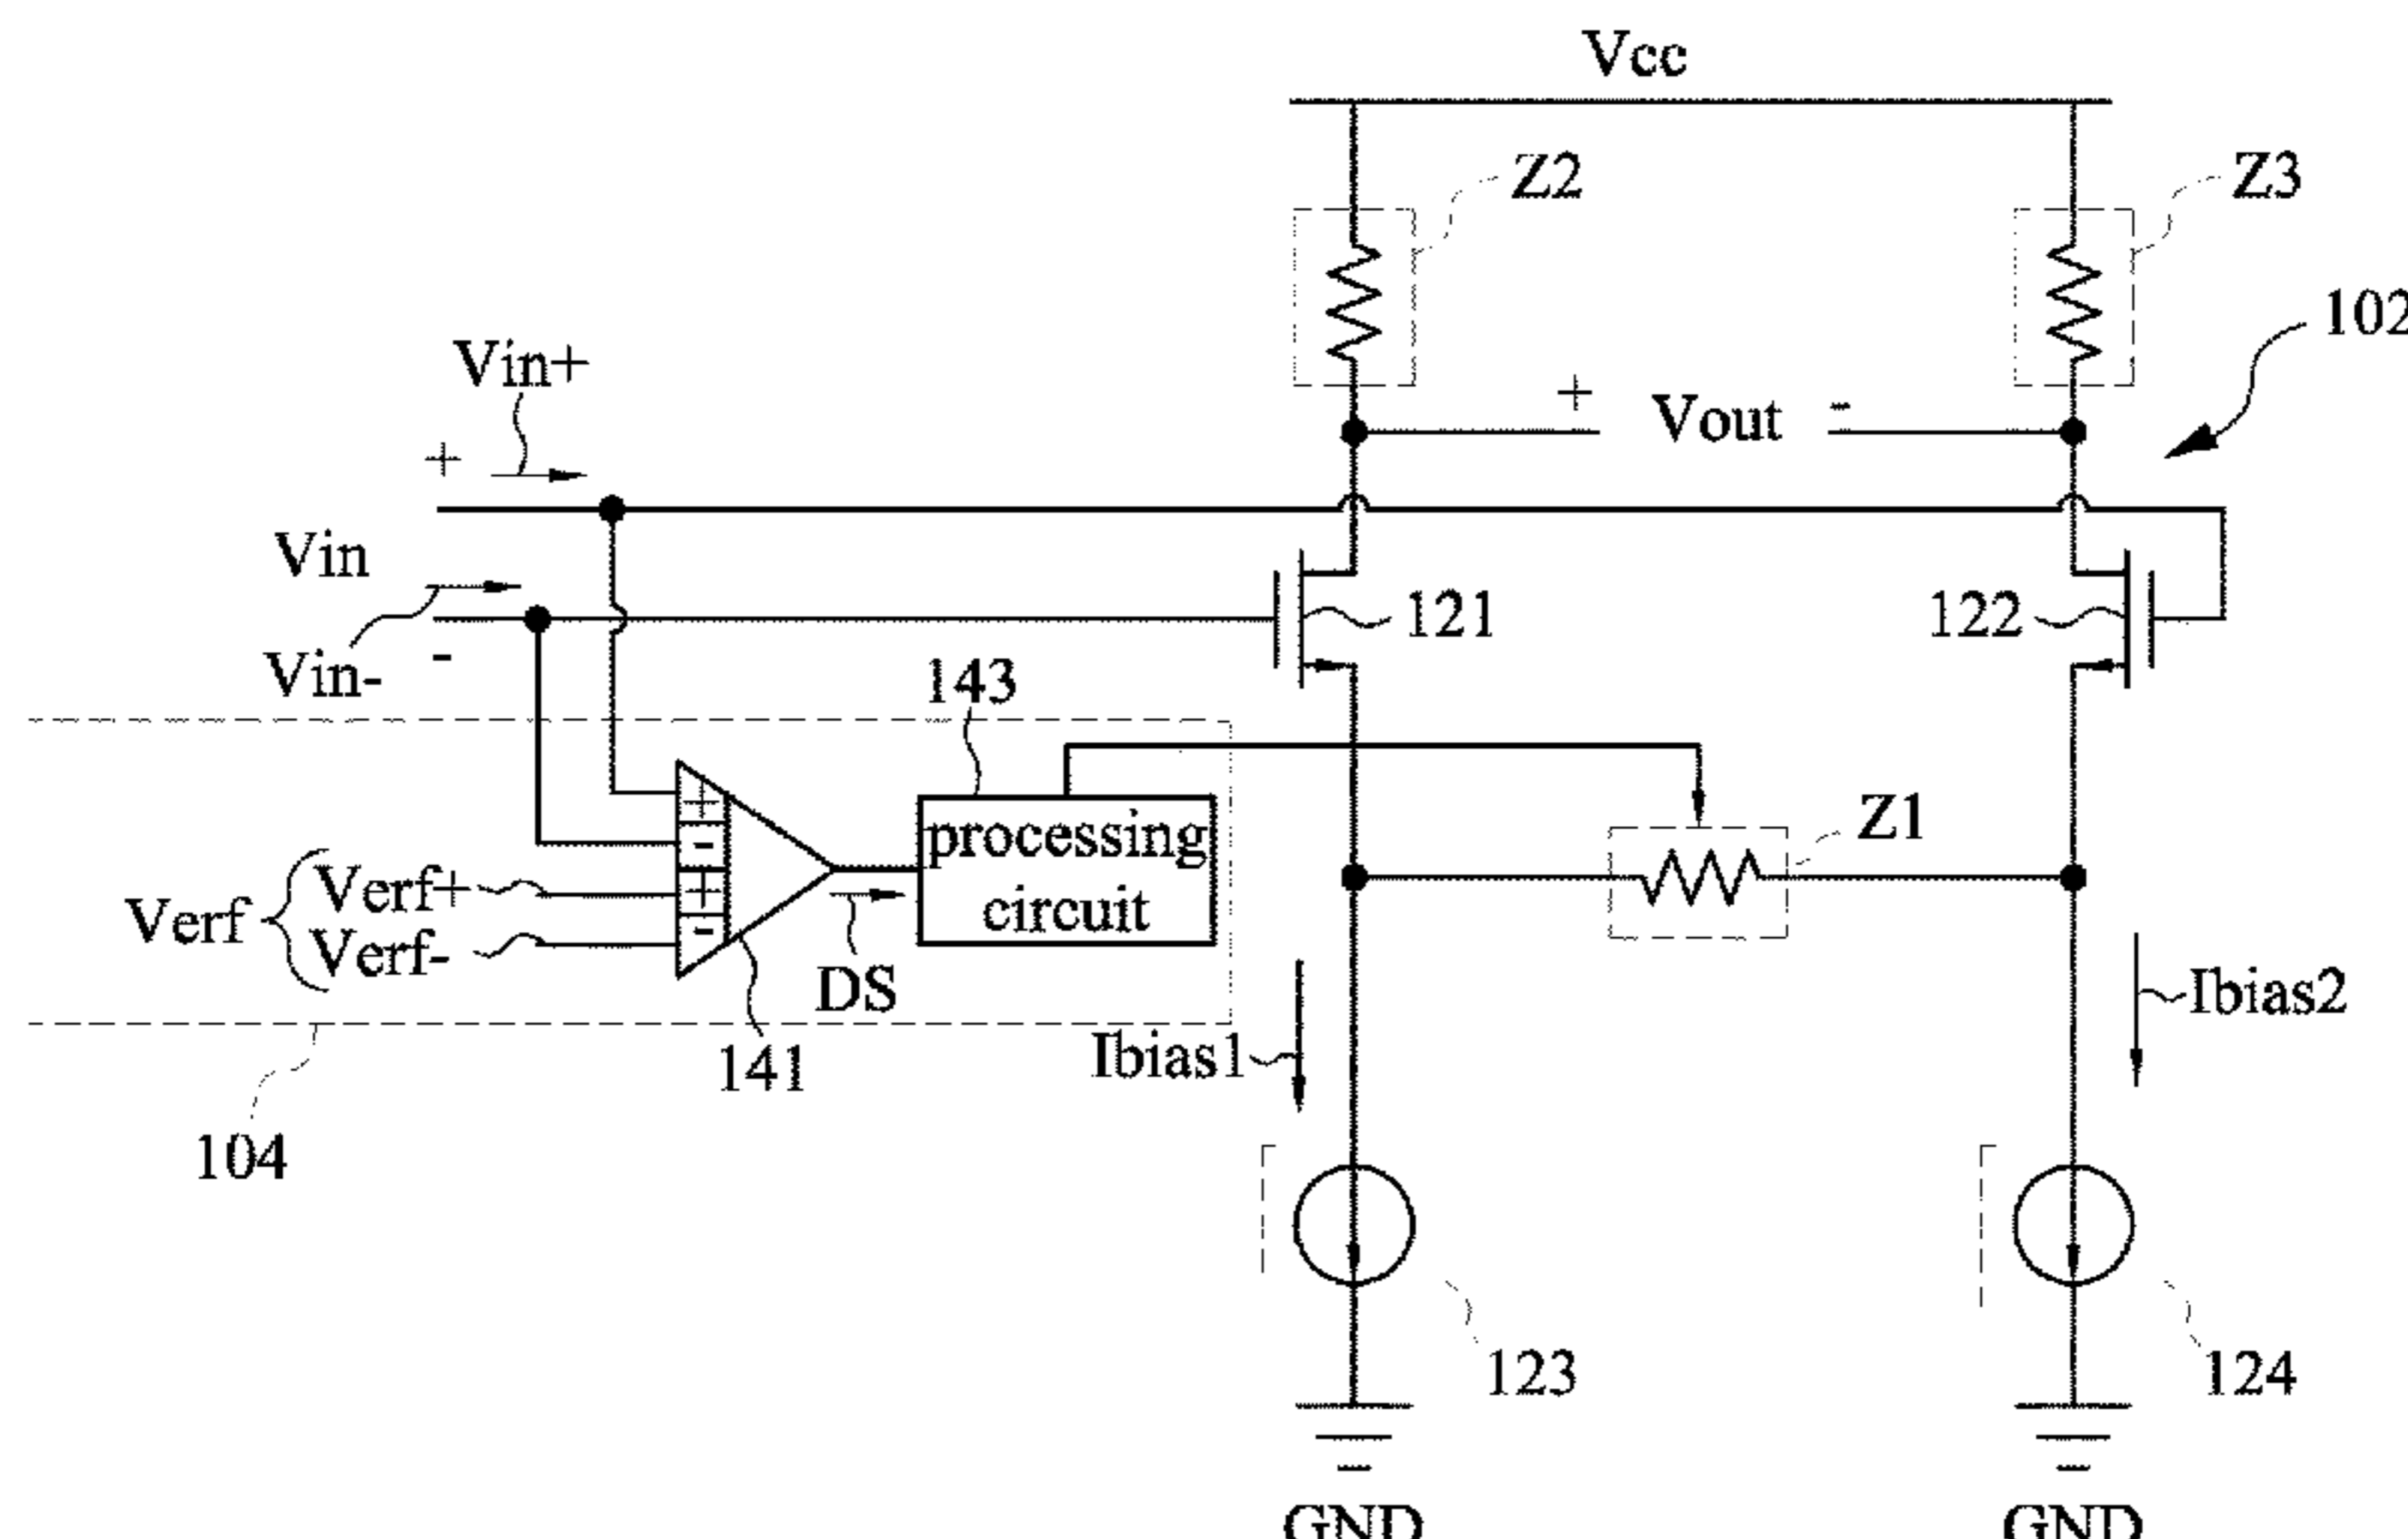 Vcc
Z2
Z3
102
Vin+
+
+ Vout -
Vin
121
122
-
Vin-
143
+
-
+
-
processing
circuit
Z1
Verf
Verf+
Verf-
DS
141
Ibias1
Ibias2
104
123
124
GND
GND